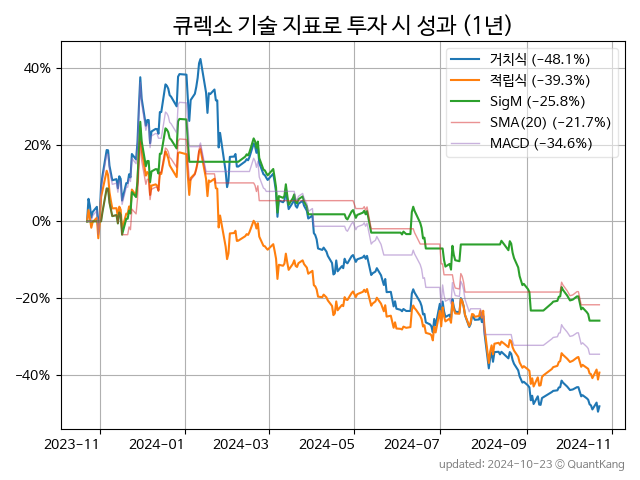 큐렉소 기술 지표로 투자 시 성과 (1년)
거치식 (−48.1%)
적립식 (−39.3%)
SigM (−25.8%)
SMA(20) (−21.7%)
MACD (−34.6%)
40%
20%
0%
−20%
−40%
2023−11
2024−01
2024−03
2024−05
2024−07
2024−09
2024−11
updated: 2024-10-23 © QuantKang